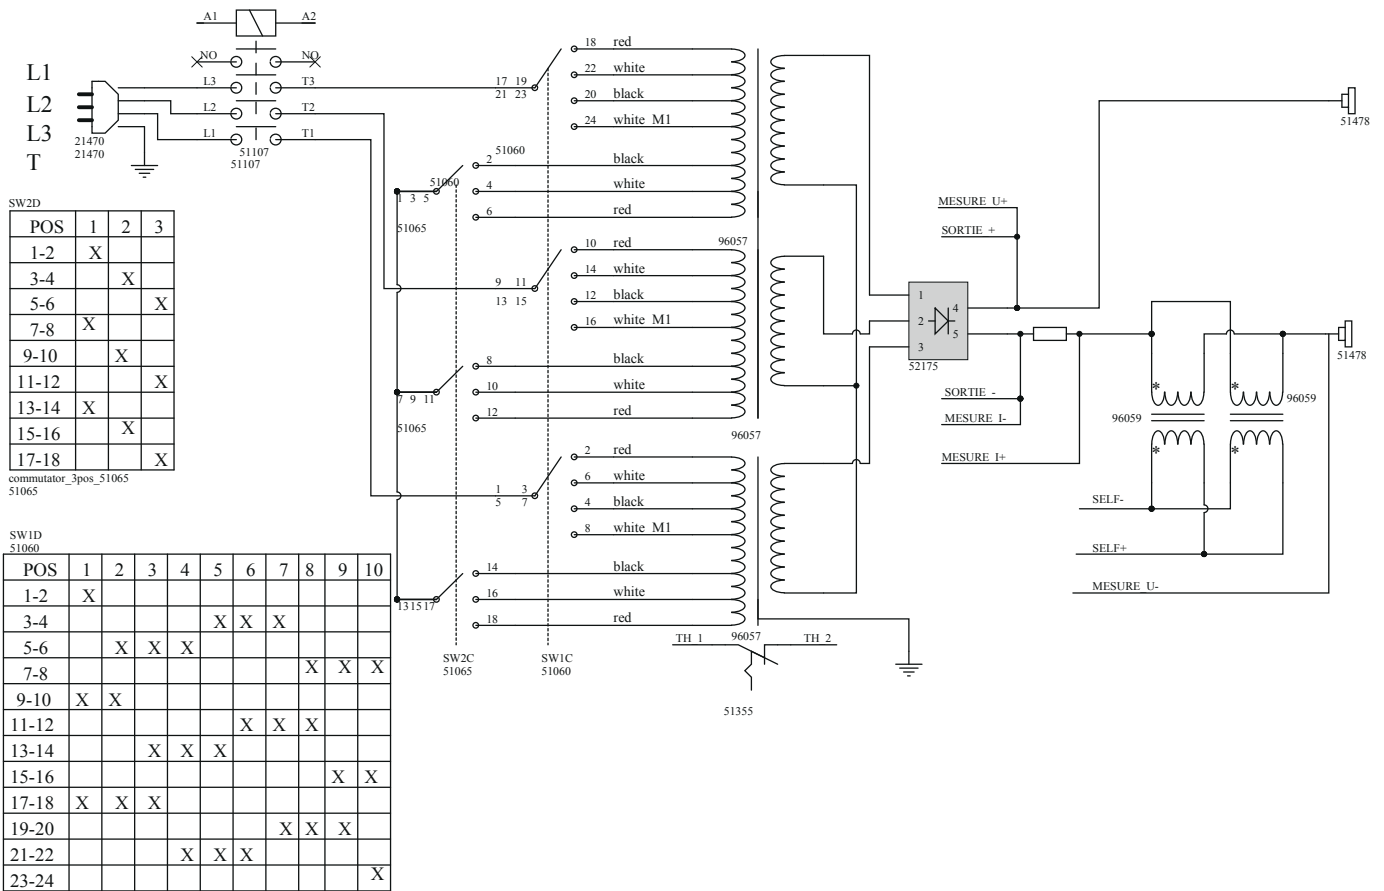 A1 A2
NO NO
L1
L2
L3
T
21470
21470
L3 T3
L2 T2
L1 T1
51107
51107
17 19
21 23
18 red
22 white
20 black
24 white M1
51060
2 black
4 white
6 red
51060
1 3 5
51065
96057
9 11
13 15
10 red
14 white
12 black
16 white M1
8 black
10 white
12 red
7 9 11
51065
96057
1 3
5 7
2 red
6 white
4 black
8 white M1
14 black
16 white
18 red
13 15 17
SW2C
51065
SW1C
51060
TH 1 96057 TH 2
51355
1
2
3
4
5
52175
MESURE U+
SORTIE +
SORTIE -
MESURE I-
MESURE I+
51478
51478
* *
96059 96059
* *
SELF-
SELF+
MESURE U-
SW2D
POS 1 2 3
1-2 X
3-4 X
5-6 X
7-8 X
9-10 X
11-12 X
13-14 X
15-16 X
17-18 X
commutator_3pos_51065
51065
SW1D
51060
POS 1 2 3 4 5 6 7 8 9 10
1-2 X
3-4 X X X
5-6 X X X
7-8 X X X
9-10 X X
11-12 X X X
13-14 X X X
15-16 X X
17-18 X X X
19-20 X X X
21-22 X X X
23-24 X